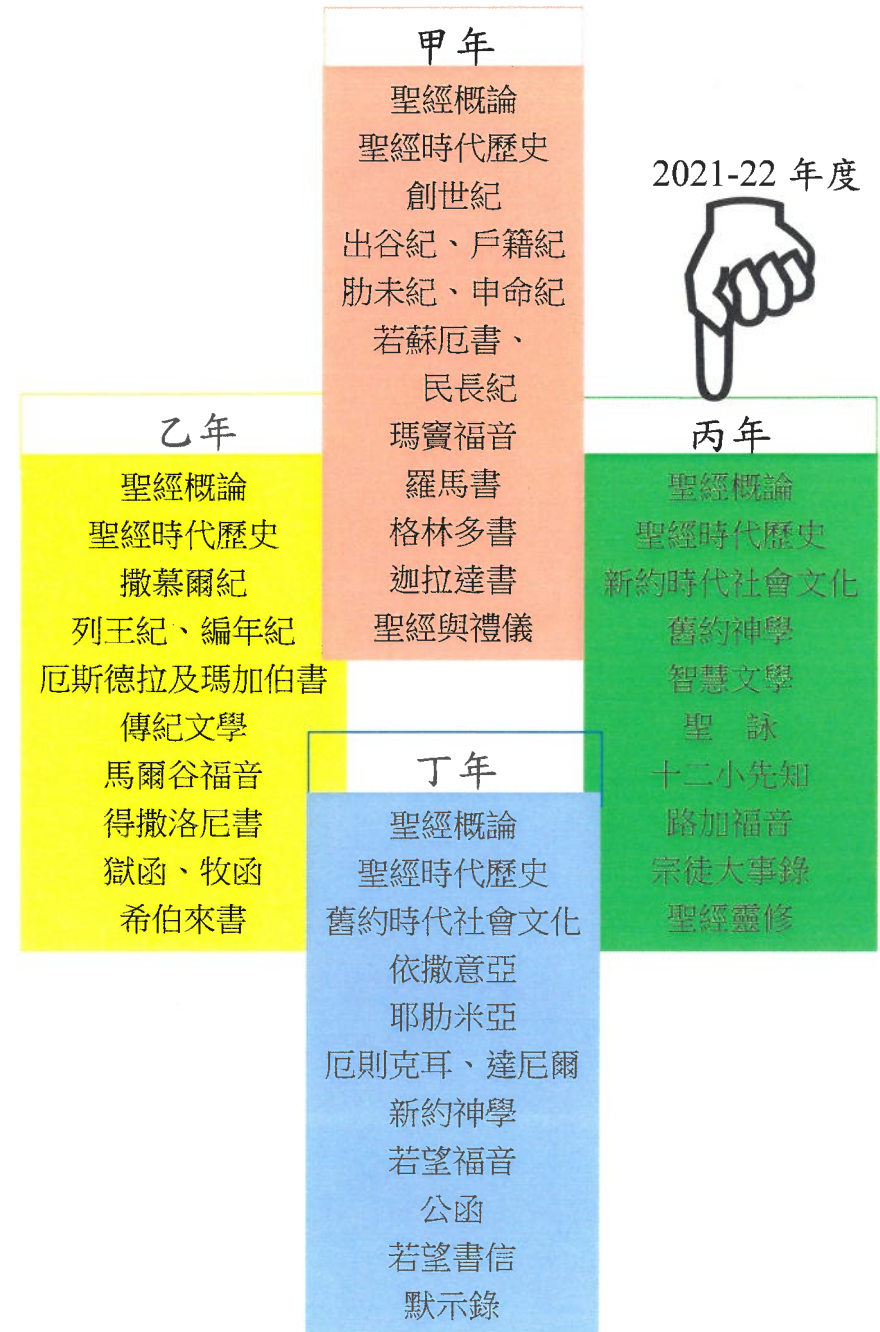 甲年
聖經概論
聖經時代歷史
創世紀
出谷紀、戶籍紀
肋未紀、申命紀
若蘇厄書、
民長紀
瑪竇福音
羅馬書
格林多書
迦拉達書
聖經與禮儀
2021-22 年度
乙年
聖經概論
聖經時代歷史
撒慕爾紀
列王紀、編年紀
厄斯德拉及瑪加伯書
傳紀文學
馬爾谷福音
得撒洛尼書
獄函、牧函
希伯來書
丙年
聖經概論
聖經時代歷史
新約時代社會文化
舊約神學
智慧文學
聖　詠
十二小先知
路加福音
宗徒大事錄
聖經靈修
丁年
聖經概論
聖經時代歷史
舊約時代社會文化
依撒意亞
耶肋米亞
厄則克耳、達尼爾
新約神學
若望福音
公函
若望書信
默示錄